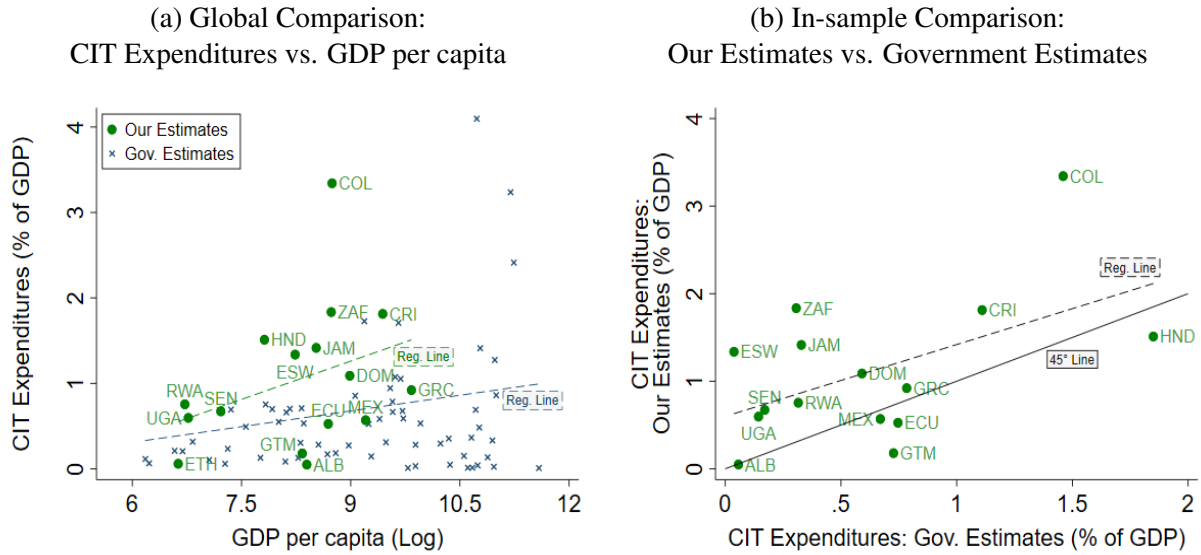 (a) Global Comparison:
CIT Expenditures vs. GDP per capita
CIT Expenditures (% of GDP)
4
3
2
1
0
Our Estimates
Gov. Estimates
COL
ZAF
CRI
HND
JAM
ESW
Reg. Line
DOM
GRC
RWA
SEN
Reg. Line
UGA
ECU
MEX
GTM
ETH
ALB
6
7.5
9
10.5
12
GDP per capita (Log)
(b) In-sample Comparison:
Our Estimates vs. Government Estimates
CIT Expenditures:
Our Estimates (% of GDP)
4
3
2
1
0
COL
Reg. Line
ZAF
CRI
HND
JAM
ESW
45° Line
DOM
GRC
SEN
RWA
MEX
ECU
UGA
GTM
ALB
0
.5
1
1.5
2
CIT Expenditures: Gov. Estimates (% of GDP)